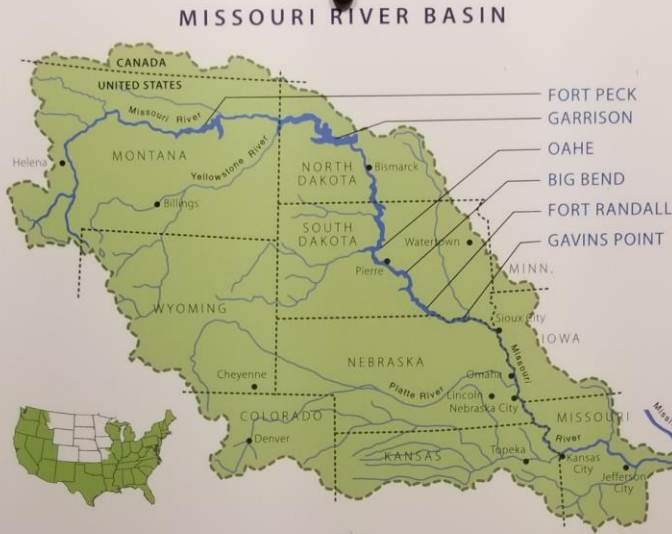 MISSOURI RIVER BASIN
CANADA
UNITED STATES
Missouri River
FORT PECK
GARRISON
OAHE
BIG BEND
FORT RANDALL
GAVINS POINT
Helena
MONTANA
Yellowstone River
Billings
NORTH
DAKOTA
Bismarck
SOUTH
DAKOTA
Watertown
Pierre
MINN.
WYOMING
Sioux City
IOWA
NEBRASKA
Missouri
Omaha
Platte River
Cheyenne
Lincoln
Nebraska City
COLORADO
MISSOURI
Denver
River
KANSAS
Topeka
Kansas
City
Jefferson
City